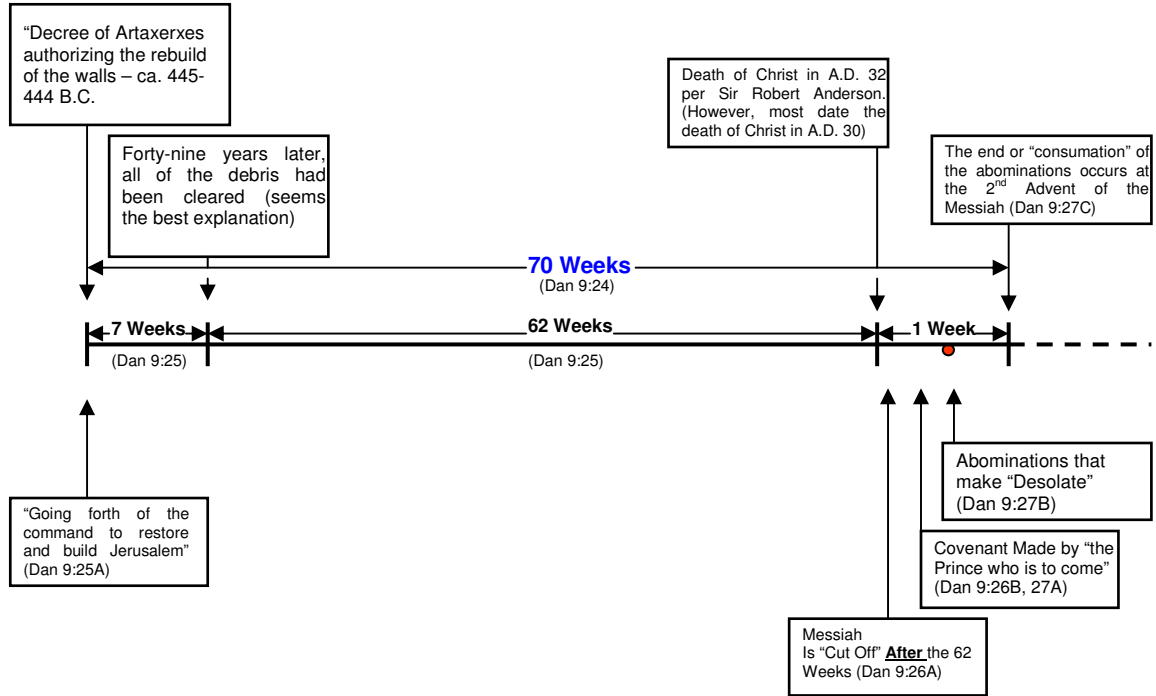 “Decree of Artaxerxes
authorizing the rebuild
of the walls – ca. 445-
444 B.C.
Forty-nine years later,
all of the debris had
been cleared (seems
the best explanation)
Death of Christ in A.D. 32
per Sir Robert Anderson.
(However, most date the
death of Christ in A.D. 30)
The end or “consumation” of
the abominations occurs at
the 2nd Advent of the
Messiah (Dan 9:27C)
70 Weeks
(Dan 9:24)
7 Weeks
62 Weeks
1 Week
(Dan 9:25)
(Dan 9:25)
“Going forth of the
command to restore
and build Jerusalem”
(Dan 9:25A)
Abominations that
make “Desolate”
(Dan 9:27B)
Covenant Made by “the
Prince who is to come”
(Dan 9:26B, 27A)
Messiah
Is “Cut Off” After the 62
Weeks (Dan 9:26A)